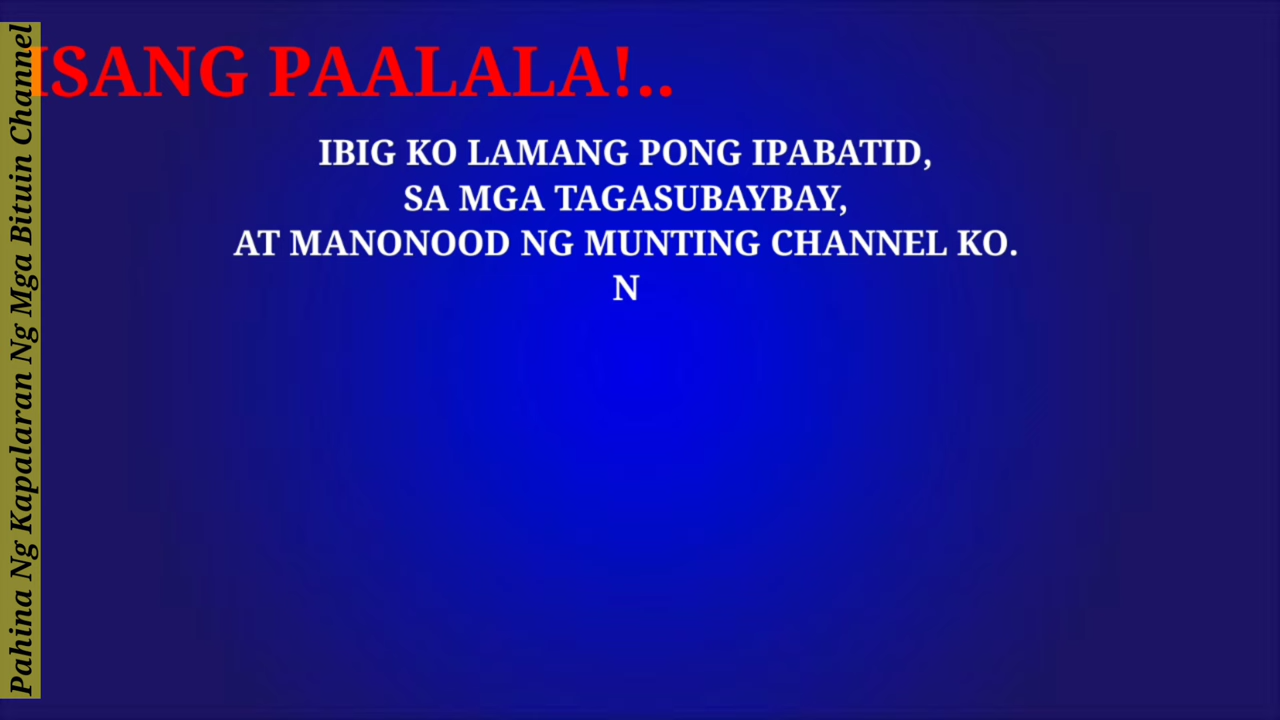 ISANG PAALALA!..
IBIG KO LAMANG PONG IPABATID,
SA MGA TAGASUBAYBAY,
AT MANONOOD NG MUNTING CHANNEL KO.
N
Pahina Ng Kapalaran Ng Mga Bituin Channel